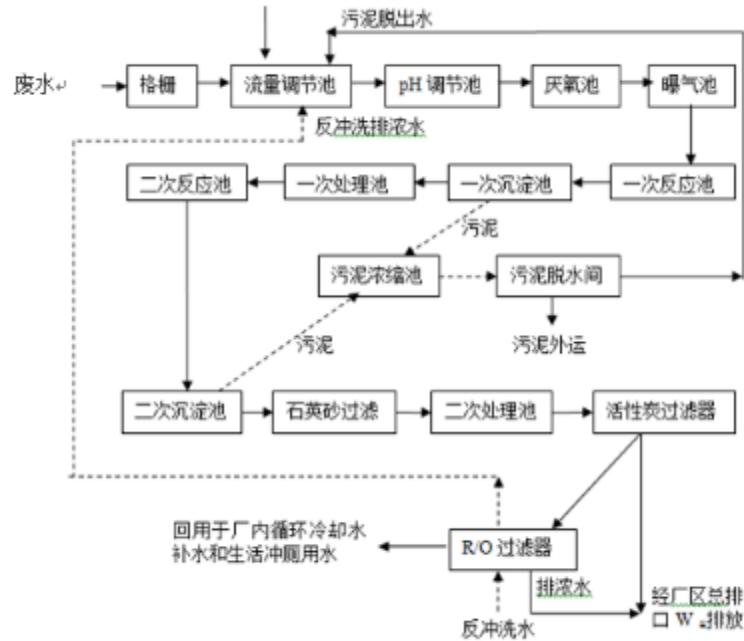 污泥脱出水
废水
格栅
流量调节池
pH 调节池
厌氧池
曝气池
反冲洗排浓水
二次反应池
一次处理池
一次沉淀池
一次反应池
污泥
污泥浓缩池
污泥脱水间
污泥
污泥外运
二次沉淀池
石英砂过滤
二次处理池
活性炭过滤器
回用于厂内循环冷却水
补水和生活冲厕用水
R/O 过滤器
排浓水
经厂区总排
口 W
排放
反冲洗水